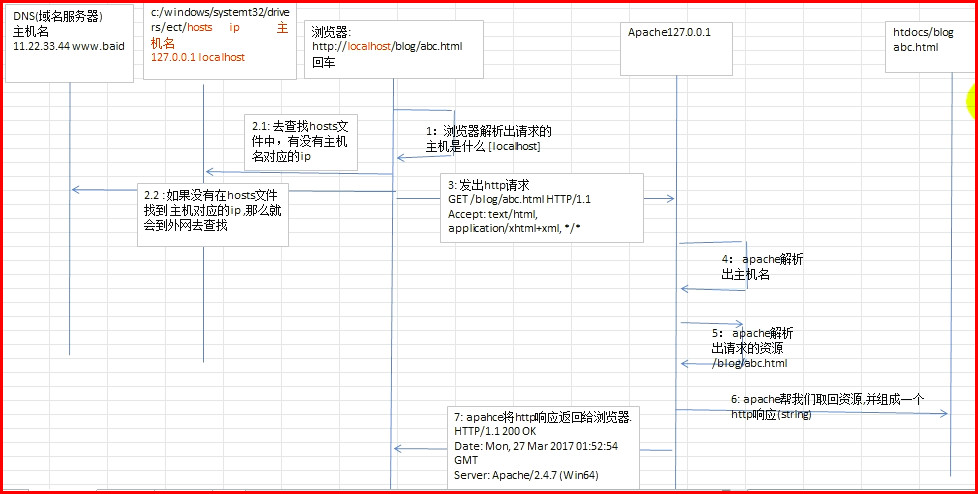 DNS(域名服务器)
主机名
11.22.33.44 www.baid
c:/windows/systemt32/drive
rs/ect/hosts ip 主
机名
127.0.0.1 localhost
浏览器:
http://localhost/blog/abc.html
回车
Apache127.0.0.1
htdocs/blog
abc.html
2.1: 去查找hosts文
件中，有没有主机
名对应的ip
1：浏览器解析出请求的
主机是什么 [localhost]
2.2 : 如果没有在hosts文件
找到 主机对应的ip ,那么就
会到外网去查找
3: 发出http请求
GET /blog/abc.html HTTP/1.1
Accept: text/html,
application/xhtml+xml, */*
4： apache解析
出主机名
5： apache解析
出请求的资源
/blog/abc.html
6: apache帮我们取回资源,并组成一个
http响应(string)
7: apahce将http响应返回给浏览器.
HTTP/1.1 200 OK
Date: Mon, 27 Mar 2017 01:52:54
GMT
Server: Apache/2.4.7 (Win64)